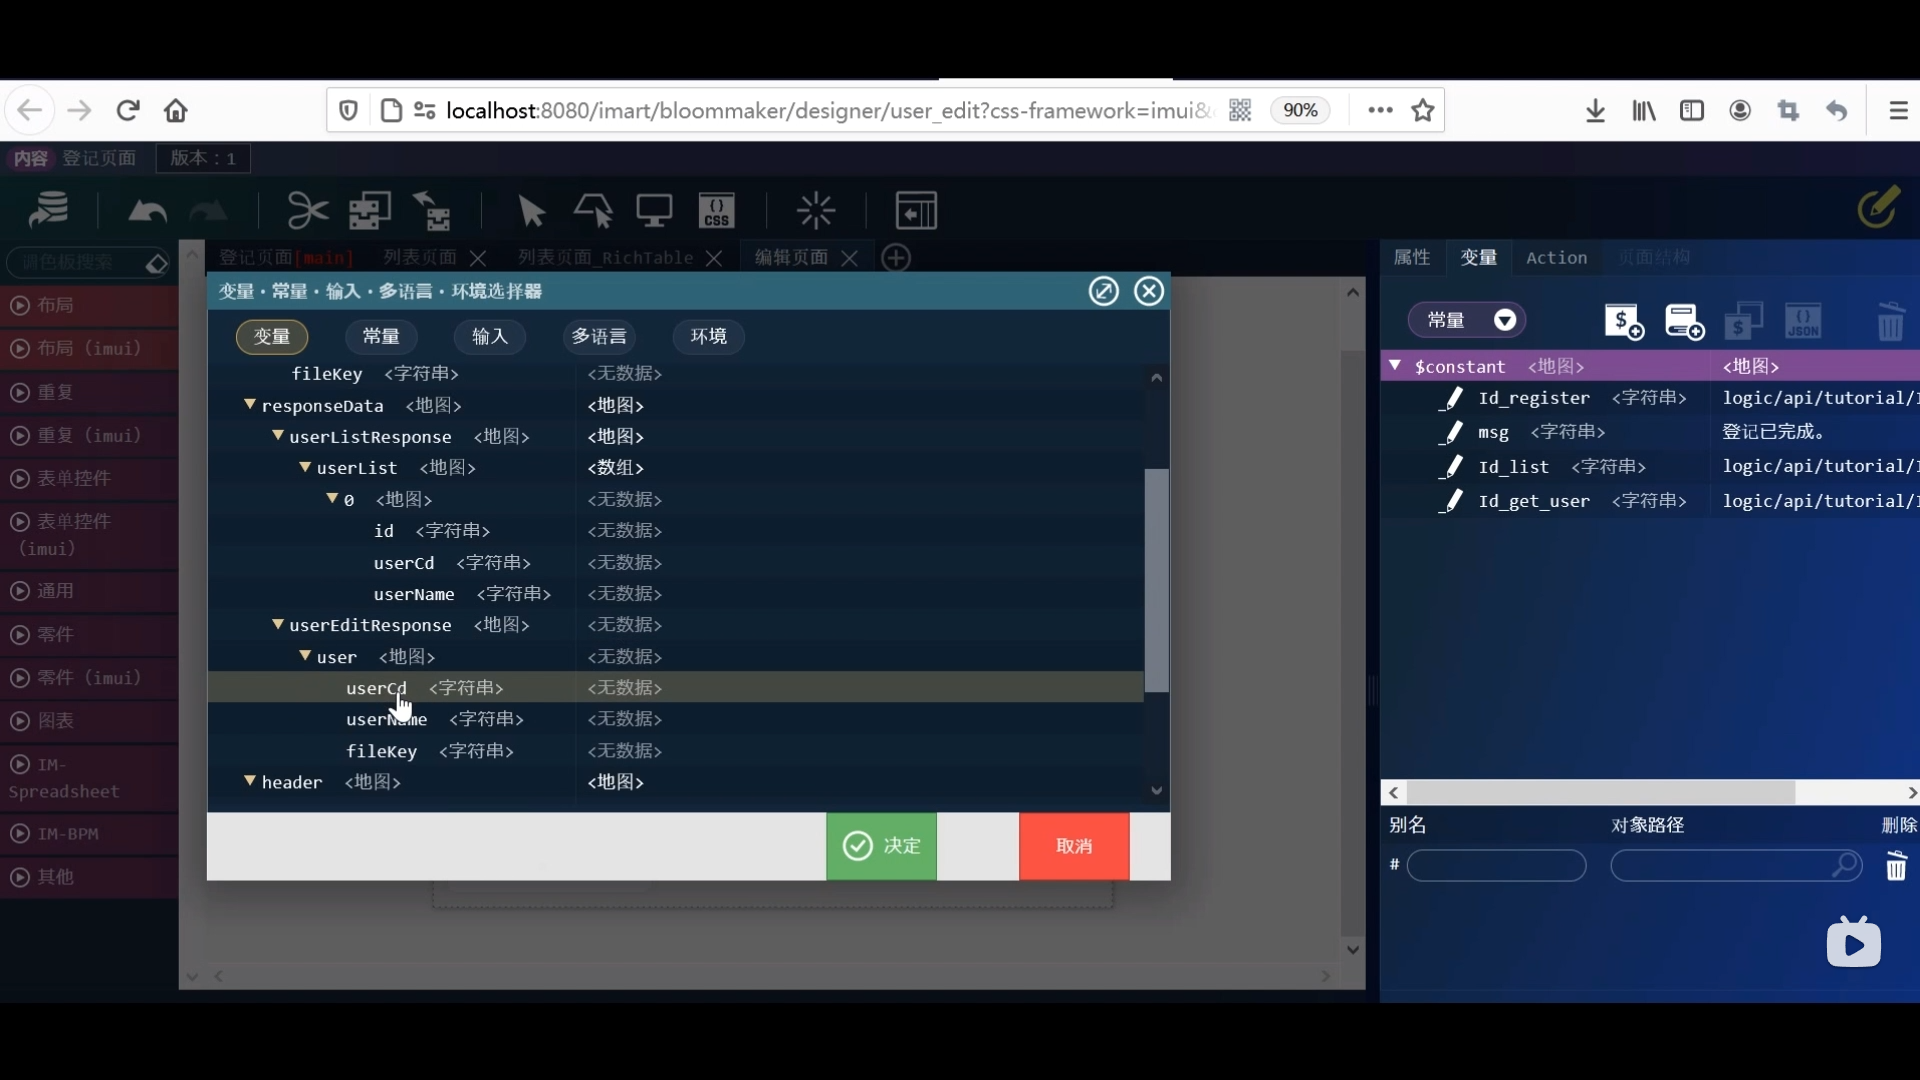 localhost:8080/imart/bloommaker/designer/user_edit?css-framework=imui&
90%
内容 登记页面 版本：1
CSS
调色板搜索
登记页面[main] 列表页面 列表页面_RichTable 编辑页面
属性 变量 Action 页面结构
布局
布局（imui）
重复
重复（imui）
表单控件
表单控件
（imui）
通用
零件
零件（imui）
图表
IM-
Spreadsheet
IM-BPM
其他
变量・常量・输入・多语言・环境选择器
变量 常量 输入 多语言 环境
fileKey <字符串> <无数据>
responseData <地图> <地图>
userListResponse <地图> <地图>
userList <地图> <数组>
0 <地图> <无数据>
id <字符串> <无数据>
userCd <字符串> <无数据>
userName <字符串> <无数据>
userEditResponse <地图> <无数据>
user <地图> <无数据>
userCd <字符串> <无数据>
userName <字符串> <无数据>
fileKey <字符串> <无数据>
header <地图> <地图>
决定 取消
常量
JSON
$constant <地图> <地图>
Id_register <字符串> logic/api/tutorial/
msg <字符串> 登记已完成。
Id_list <字符串> logic/api/tutorial/
Id_get_user <字符串> logic/api/tutorial/
别名 对象路径 删除
#